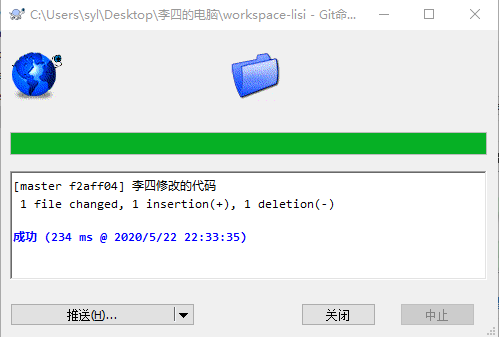 C:\Users\syl\Desktop\李四的电脑\workspace-lisi - Git命...
[master f2aff04] 李四修改的代码
1 file changed, 1 insertion(+), 1 deletion(-)
成功 (234 ms @ 2020/5/22 22:33:35)
推送(H)...
关闭
中止